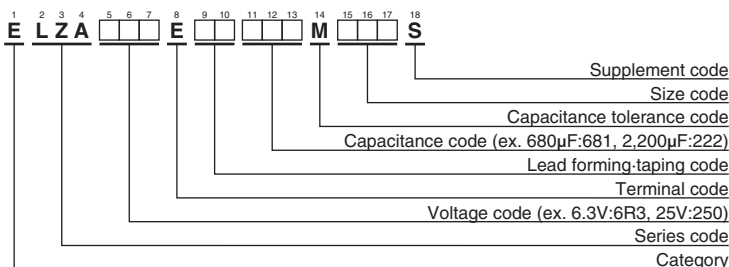 1 2 3 4 5 6 7 8 9 10 11 12 13 14 15 16 17 18
E L Z A □□□ E □□ □□□ M □□□ S
Supplement code
Size code
Capacitance tolerance code
Capacitance code (ex. 680µF:681, 2,200µF:222)
Lead forming·taping code
Terminal code
Voltage code (ex. 6.3V:6R3, 25V:250)
Series code
Category